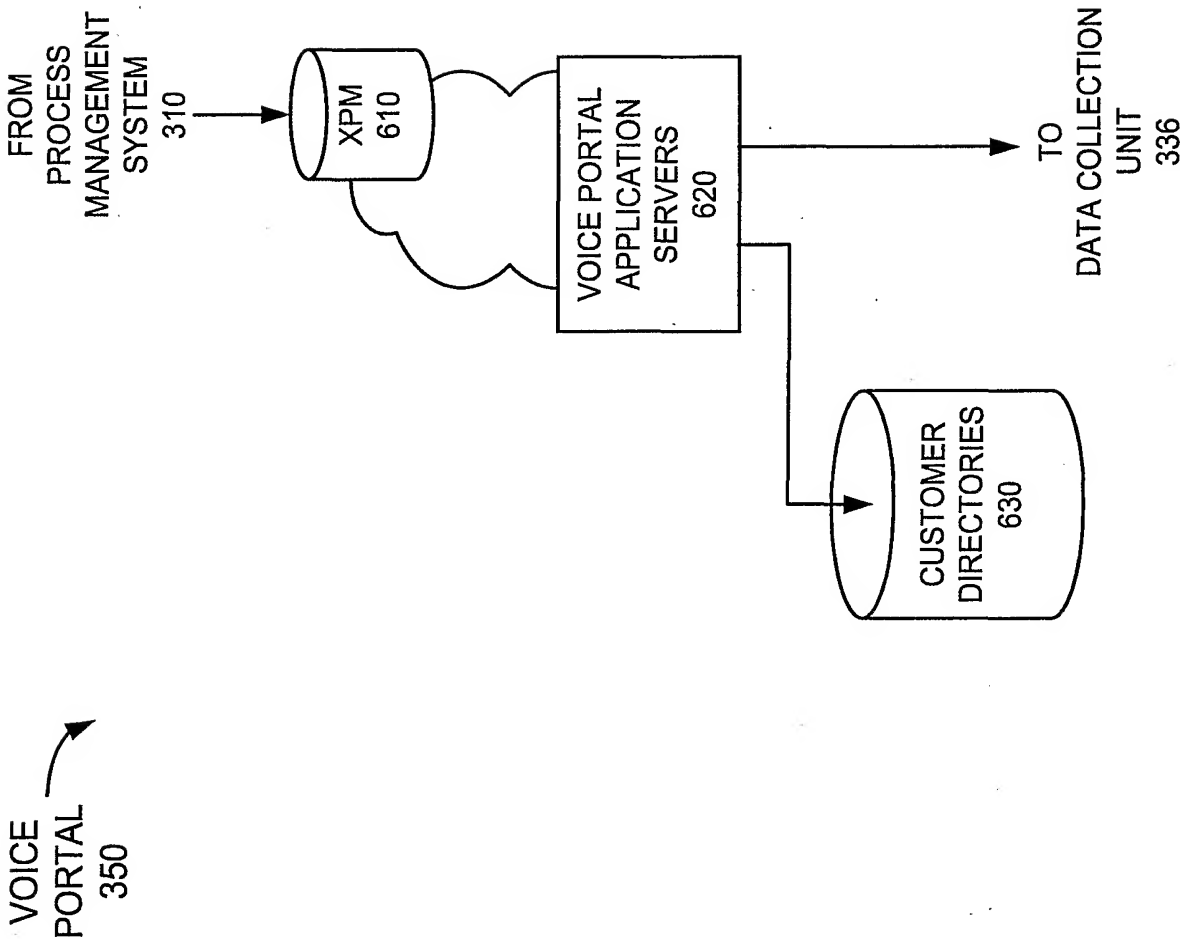 VOICE
PORTAL
350
FROM
PROCESS
MANAGEMENT
SYSTEM
310
XPM
610
VOICE PORTAL
APPLICATION
SERVERS
620
CUSTOMER
DIRECTORIES
630
TO
DATA COLLECTION
UNIT
336